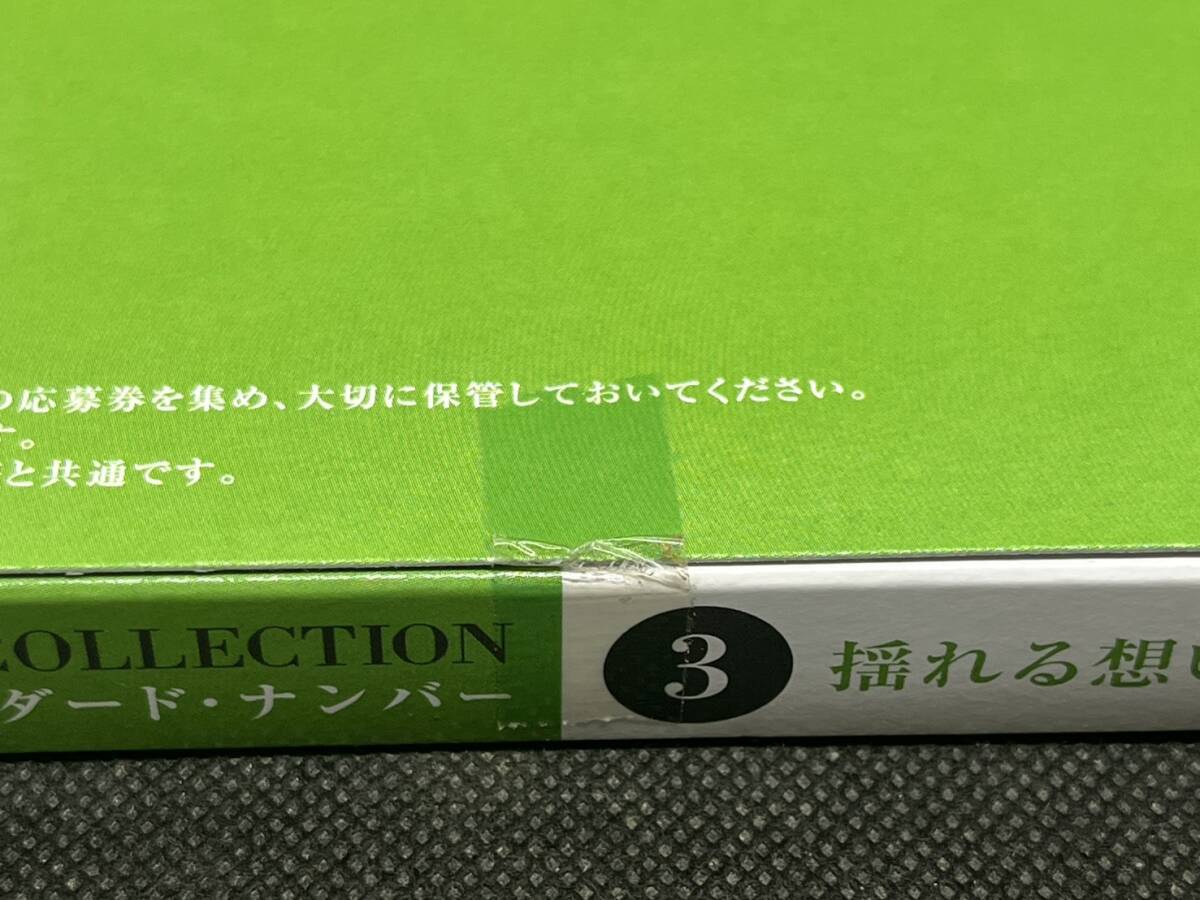 の応募券を集め、大切に保管しておいてください。
す。
と共通です。
COLLECTION
ダード・ナンバー
3 揺れる想い